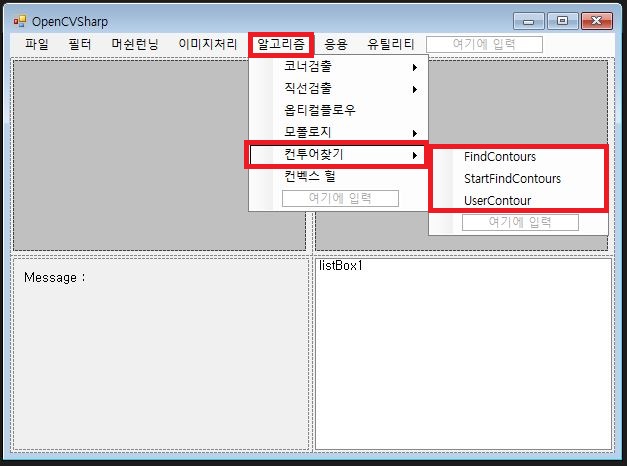 OpenCVSharp
파일 필터 머쉰런닝 이미지처리 알고리즘 응용 유틸리티 여기에 입력
코너검출
직선검출
옵티컬플로우
모폴로지
컨투어찾기
컨벡스 헐
여기에 입력
FindContours
StartFindContours
UserContour
여기에 입력
Message :
listBox1